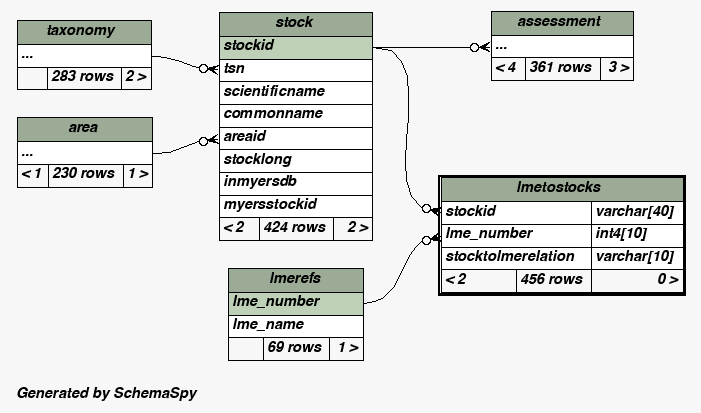 taxonomy
...
283 rows 2 >
area
...
< 1 230 rows 1 >
stock
stockid
tsn
scientificname
commonname
areaid
stocklong
inmyersdb
myersstockid
< 2 424 rows 2 >
assessment
...
< 4 361 rows 3 >
lmetostocks
stockid varchar[40]
lme_number int4[10]
stocktolmerelation varchar[10]
< 2 456 rows 0 >
lmerefs
lme_number
lme_name
69 rows 1 >
Generated by SchemaSpy